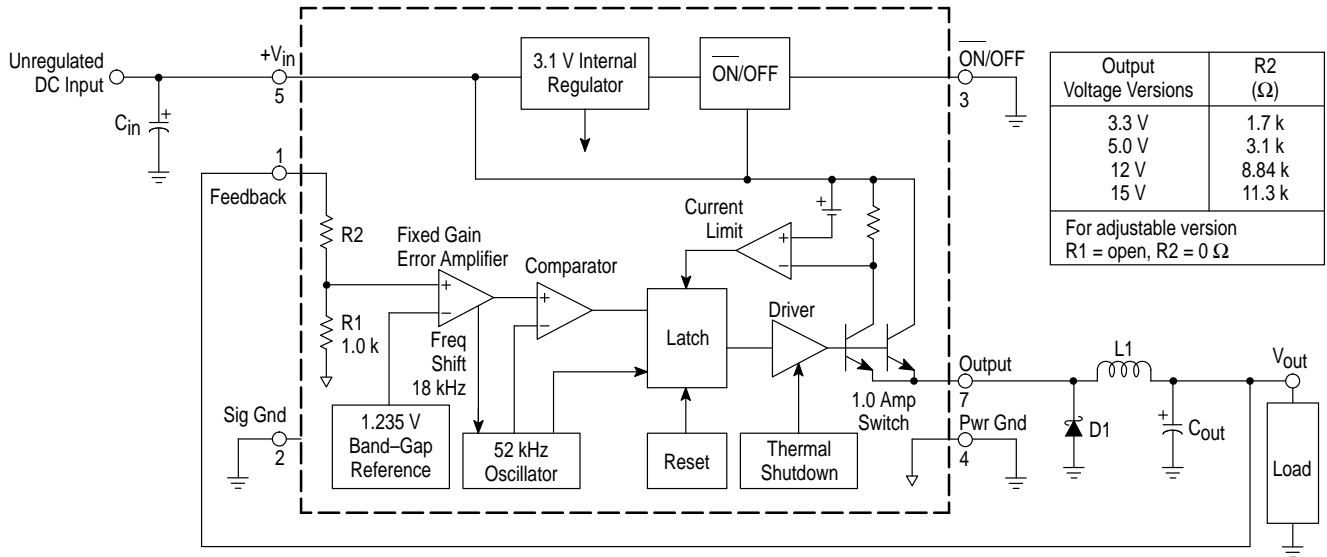 Unregulated
DC Input
Cin
+
+Vin
5
1
Feedback
3.1 V Internal
Regulator
ON/OFF
ON/OFF
3
Output
Voltage Versions
R2
(Ω)
3.3 V
1.7 k
5.0 V
3.1 k
12 V
8.84 k
15 V
11.3 k
For adjustable version
R1 = open, R2 = 0 Ω
R2
R1
1.0 k
Fixed Gain
Error Amplifier
+
–
Freq
Shift
18 kHz
Comparator
+
–
Current
Limit
+
–
+
Latch
Driver
1.0 Amp
Switch
Output
7
L1
Vout
D1
+
Cout
Load
Sig Gnd
2
1.235 V
Band–Gap
Reference
52 kHz
Oscillator
Reset
Thermal
Shutdown
Pwr Gnd
4